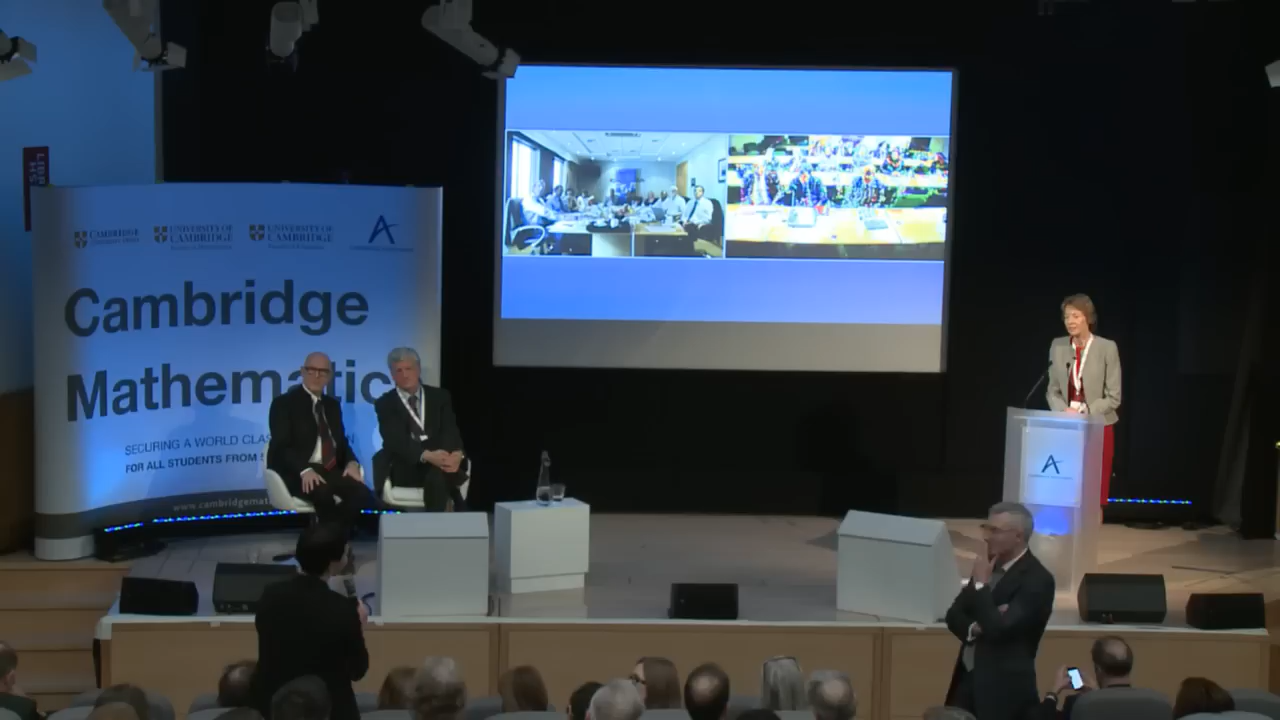 CAMBRIDGE
UNIVERSITY OF
CAMBRIDGE
UNIVERSITY OF
CAMBRIDGE
Cambridge
Mathematic
SECURING A WORLD CLAS
FOR ALL STUDENTS FROM
www.cambridgemat